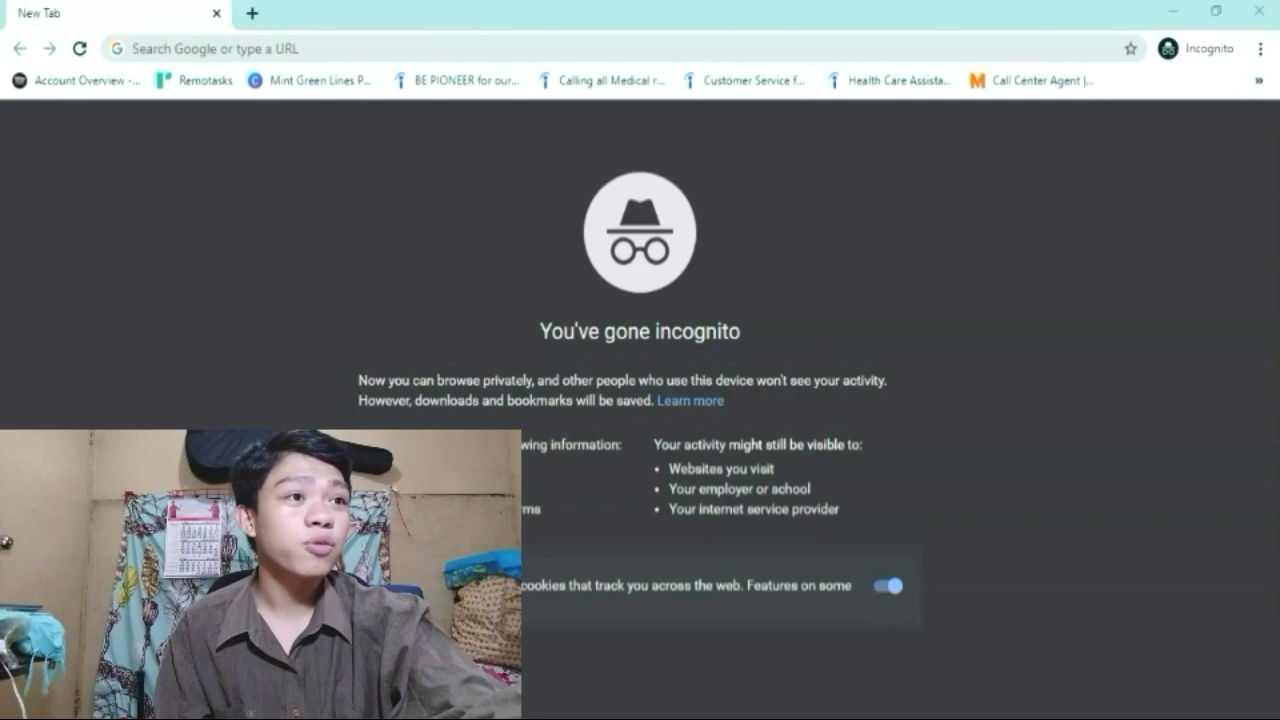 New Tab
Search Google or type a URL
Incognito
Account Overview -...
Remotasks
Mint Green Lines P...
BE PIONEER for our...
Calling all Medical r...
Customer Service f...
Health Care Assista...
Call Center Agent |...
»
You've gone incognito
Now you can browse privately, and other people who use this device won't see your activity.
However, downloads and bookmarks will be saved. Learn more
wing information:
Your activity might still be visible to:
• Websites you visit
• Your employer or school
ms
• Your internet service provider
cookies that track you across the web. Features on some